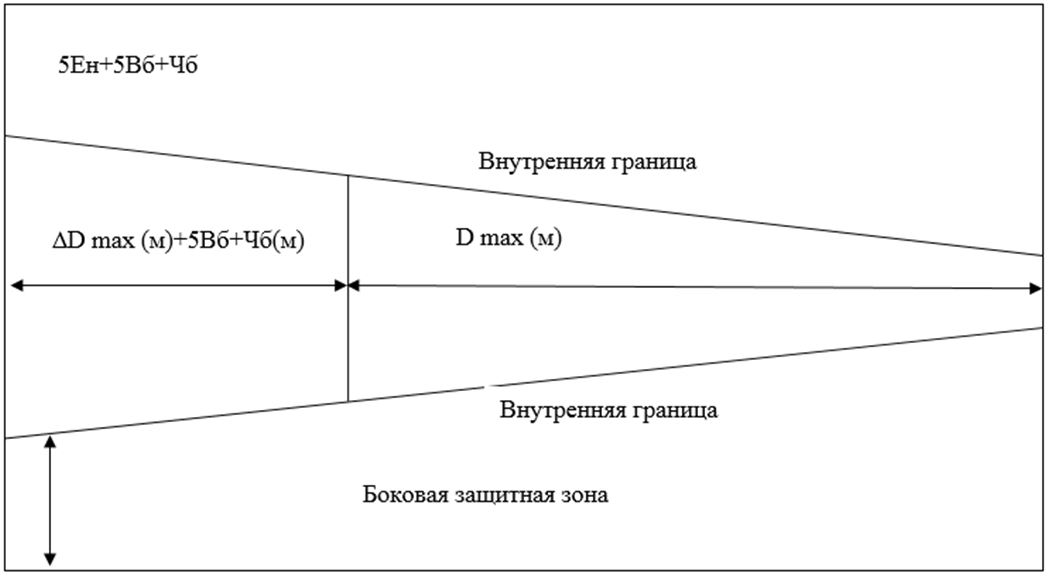 5Ен+5Вб+Чб
Внутренняя граница
ΔD max (м)+5Вб+Чб(м)
D max (м)
Внутренняя граница
Боковая защитная зона